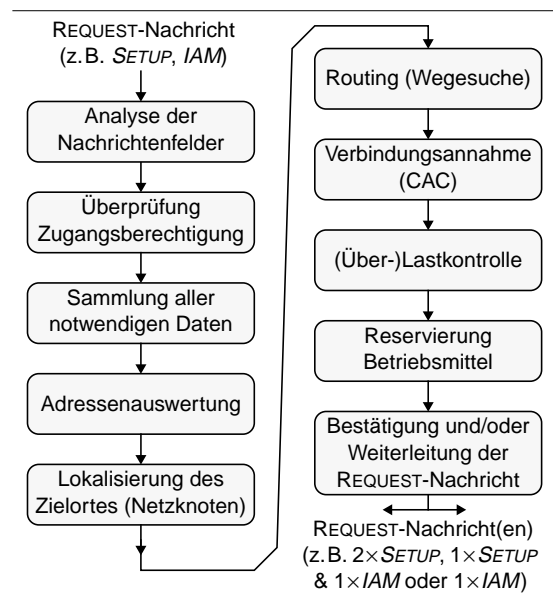 REQUEST-Nachricht
(z.B. SETUP, IAM)
Analyse der
Nachrichtenfelder
Überprüfung
Zugangsberechtigung
Sammlung aller
notwendigen Daten
Adressenauswertung
Lokalisierung des
Zielortes (Netzknoten)
Routing (Wegesuche)
Verbindungsannahme
(CAC)
(Über-)Lastkontrolle
Reservierung
Betriebsmittel
Bestätigung und/oder
Weiterleitung der
REQUEST-Nachricht
REQUEST-Nachricht(en)
(z.B. 2×SETUP, 1×SETUP
& 1×IAM oder 1×IAM)